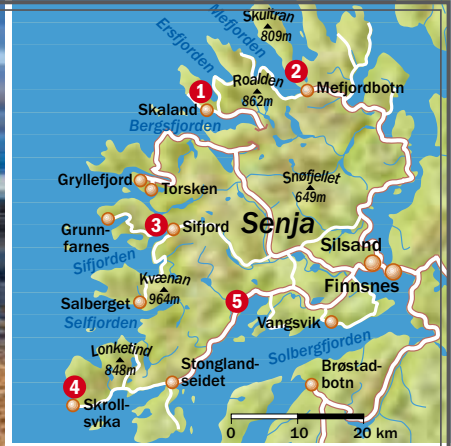 Skuitran
809m
Mefjorden
Ersfjorden
2
Mefjordbotn
Roalden
862m
1
Skaland
Bergsfjorden
Gryllefjord
Torsken
Snøfjellet
649m
Grunn-
farnes
3
Sifjord
Senja
Silsand
Sifjorden
Kvænan
964m
Finnsnes
Salberget
5
Selfjorden
Vangsvik
Solbergfjorden
Lonketind
848m
Stongland-
seidet
Brøstad-
botn
4
Skroll-
svika
0 10 20 km